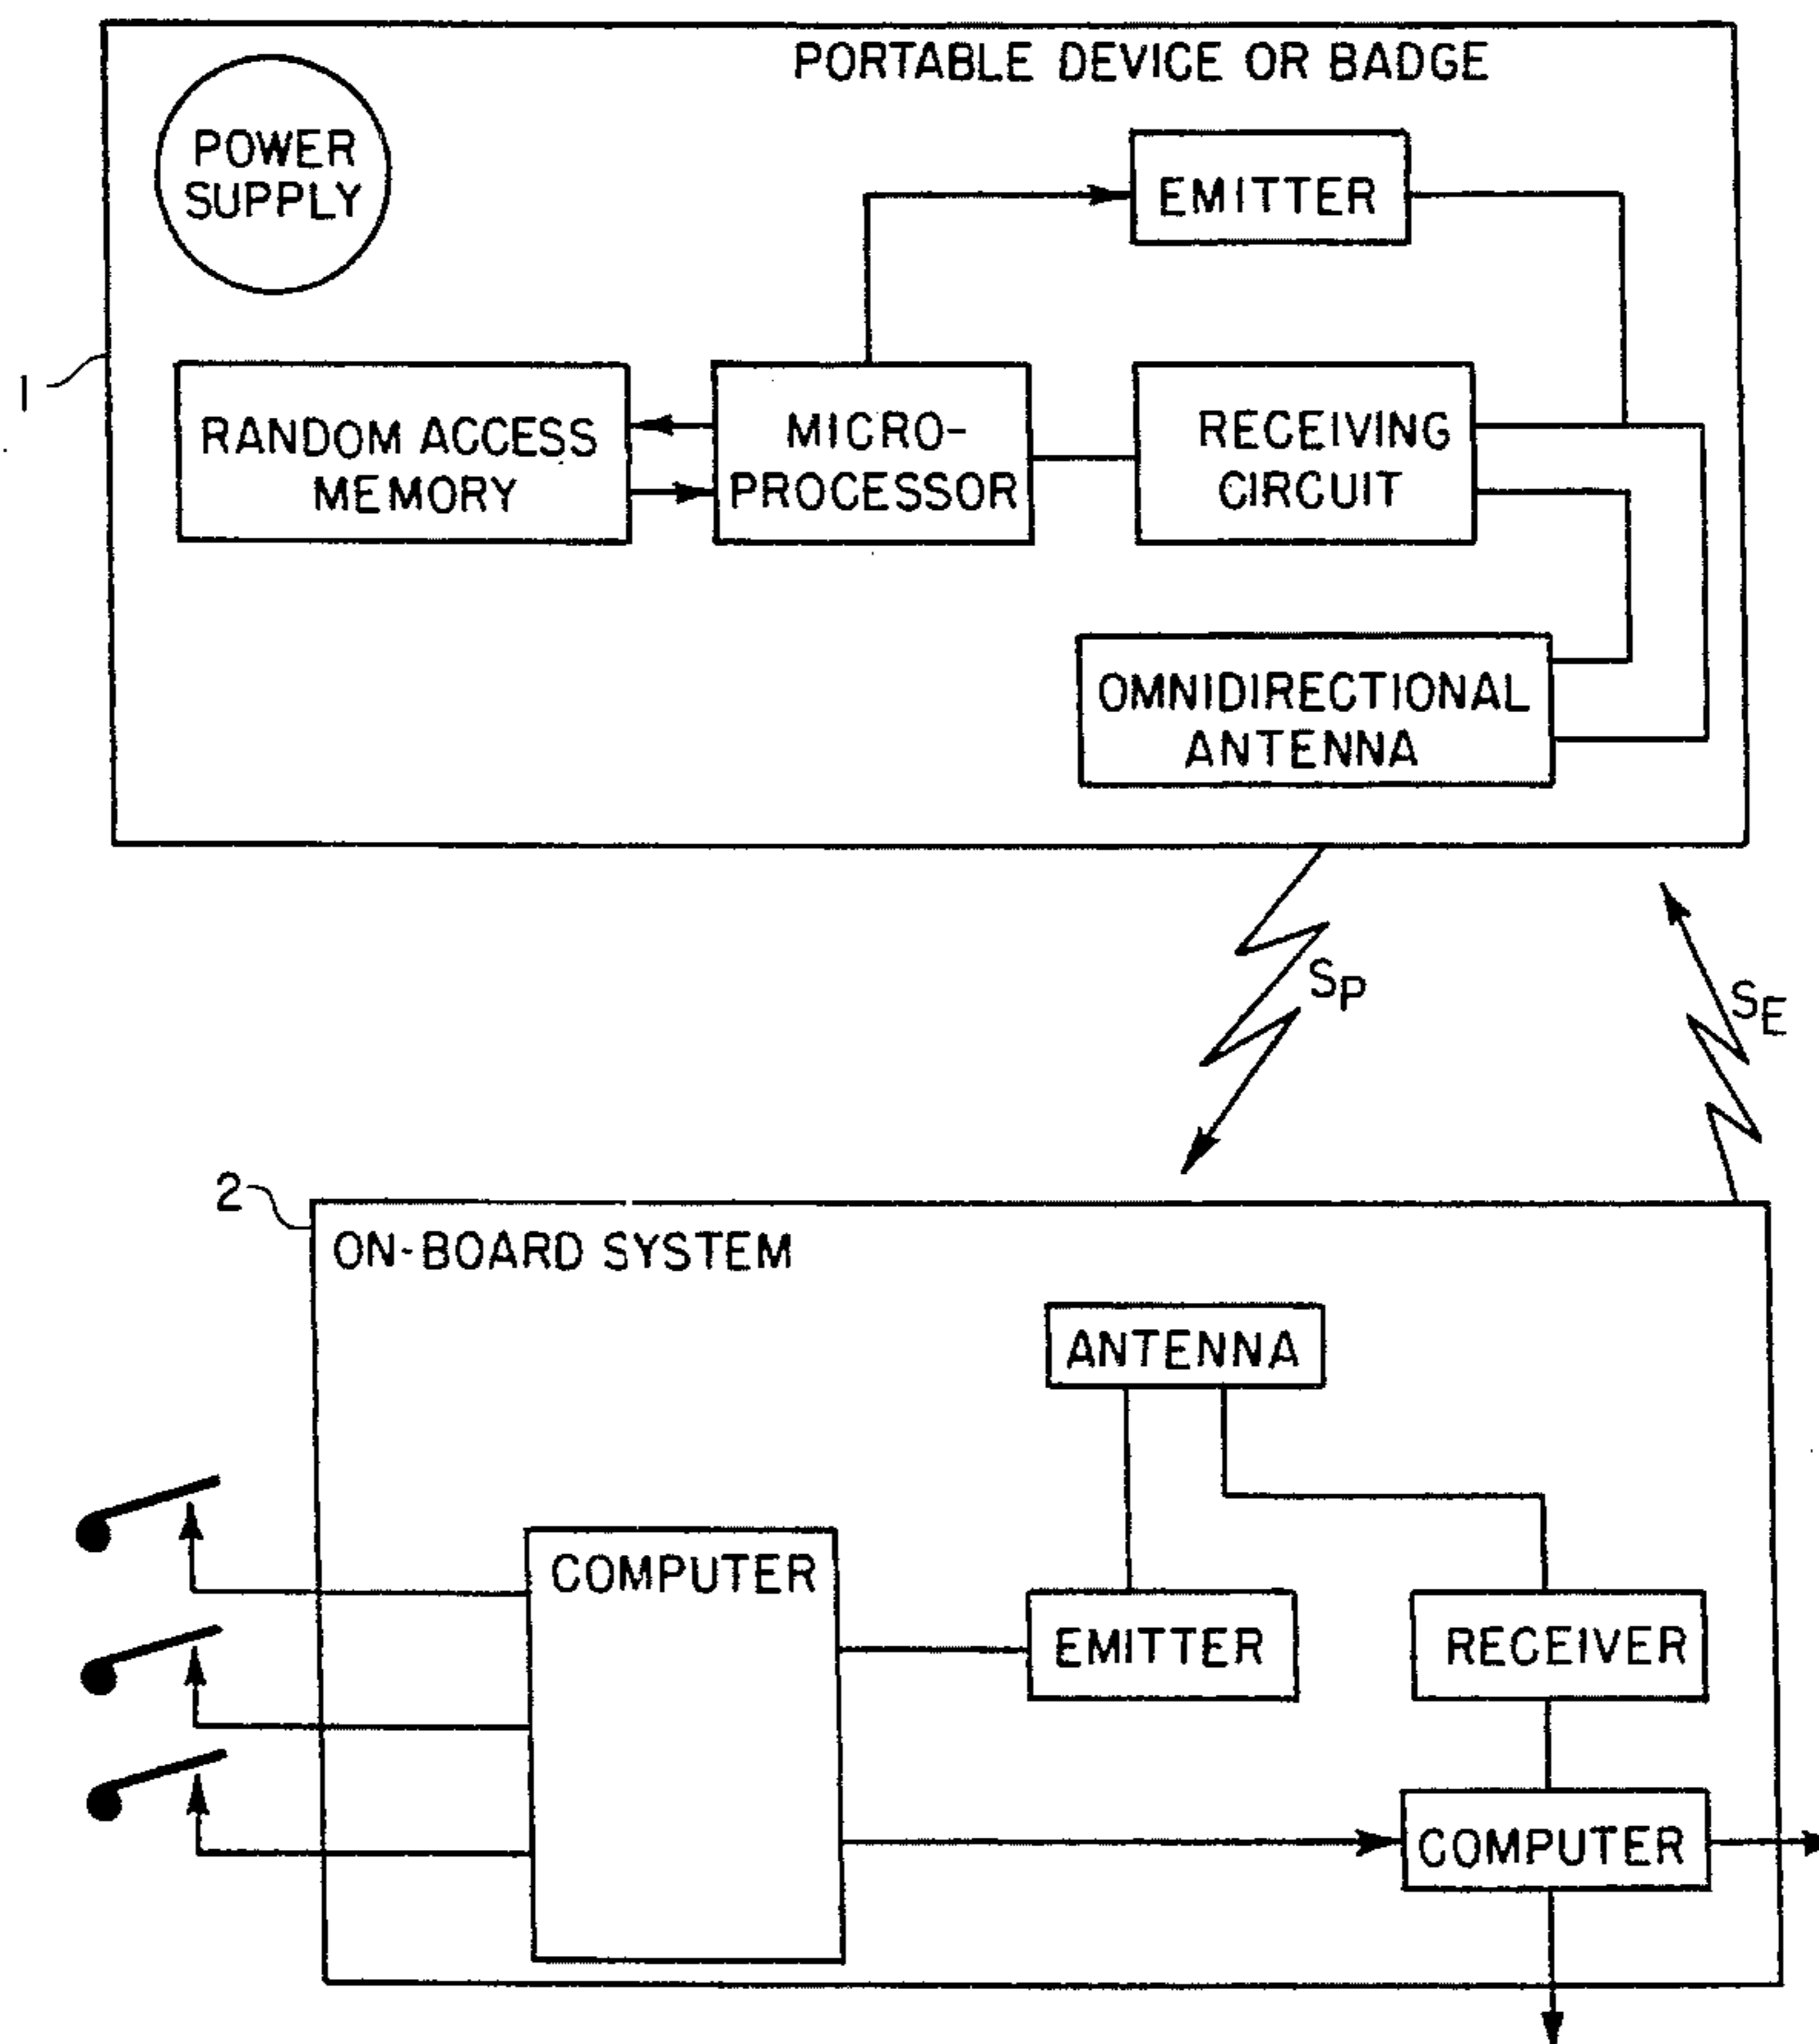 PORTABLE DEVICE OR BADGE
POWER
SUPPLY
EMITTER
1
RANDOM ACCESS
MEMORY
MICRO-
PROCESSOR
RECEIVING
CIRCUIT
OMNIDIRECTIONAL
ANTENNA
SP
SE
2
ON-BOARD SYSTEM
ANTENNA
COMPUTER
EMITTER
RECEIVER
COMPUTER